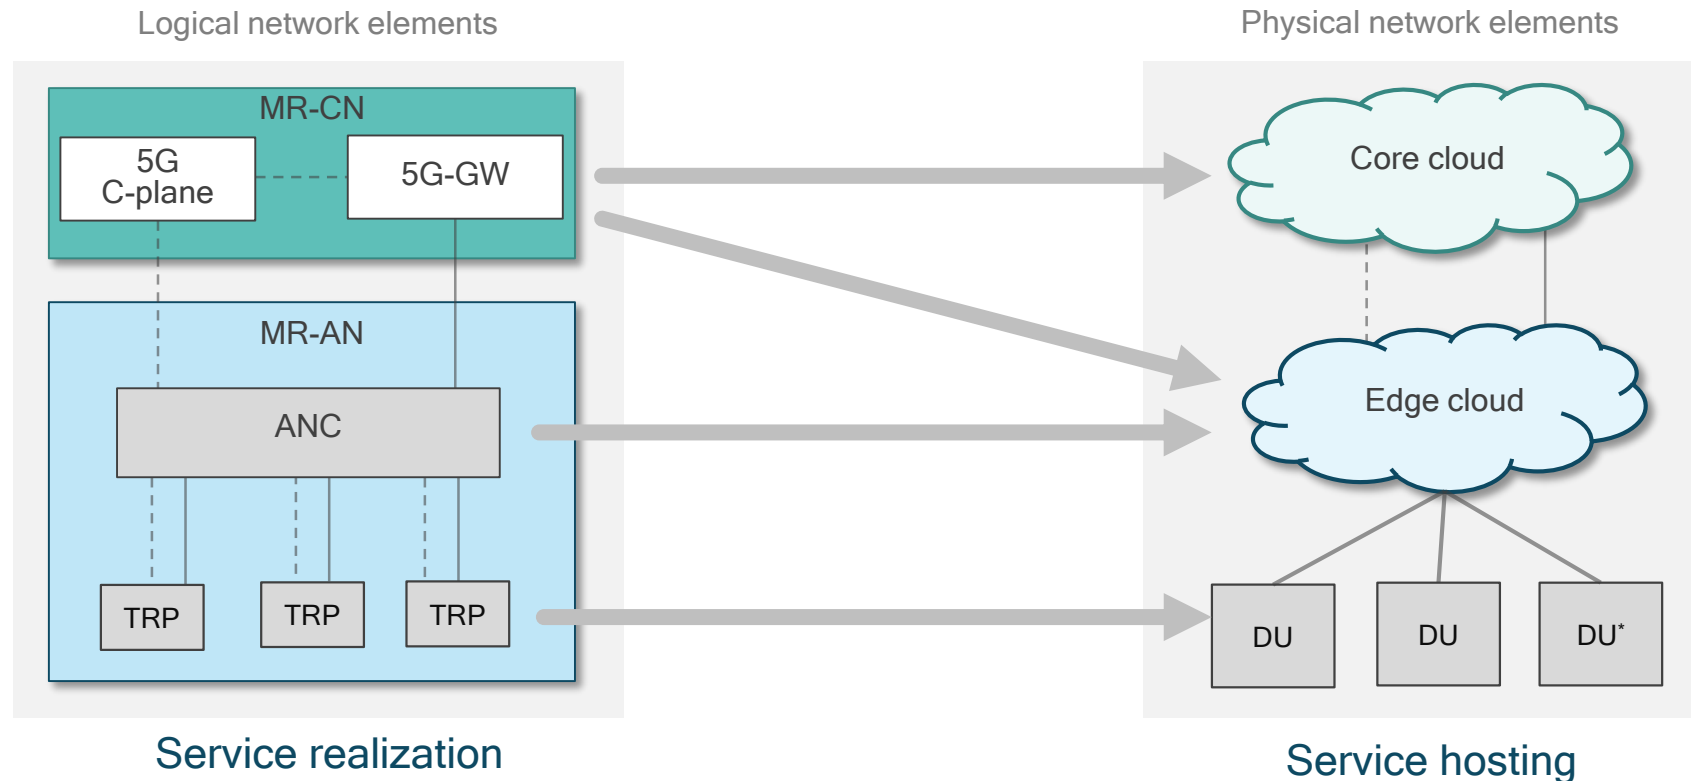 Logical network elements
Physical network elements
MR-CN
5G
C-plane
5G-GW
Core cloud
MR-AN
ANC
Edge cloud
TRP
TRP
TRP
DU
DU
DU*
Service realization
Service hosting